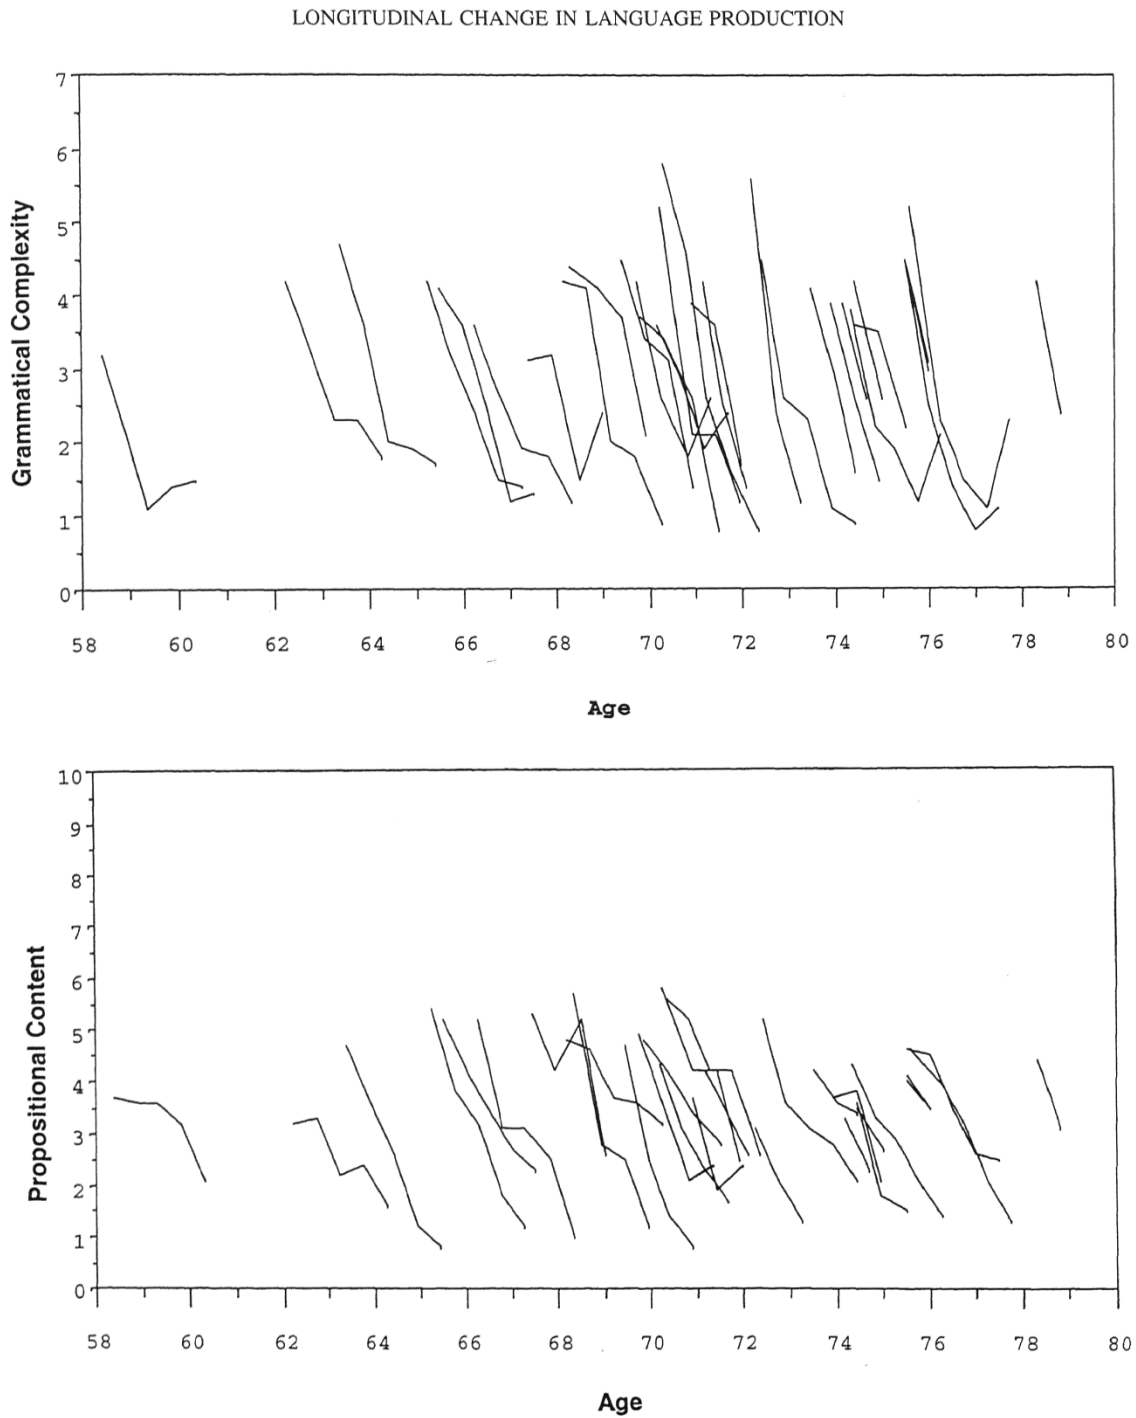 LONGITUDINAL CHANGE IN LANGUAGE PRODUCTION
7
6
5
4
3
2
1
0
Grammatical Complexity
58 60 62 64 66 68 70 72 74 76 78 80
Age
10
9
8
7
6
5
4
3
2
1
0
Propositional Content
58 60 62 64 66 68 70 72 74 76 78 80
Age